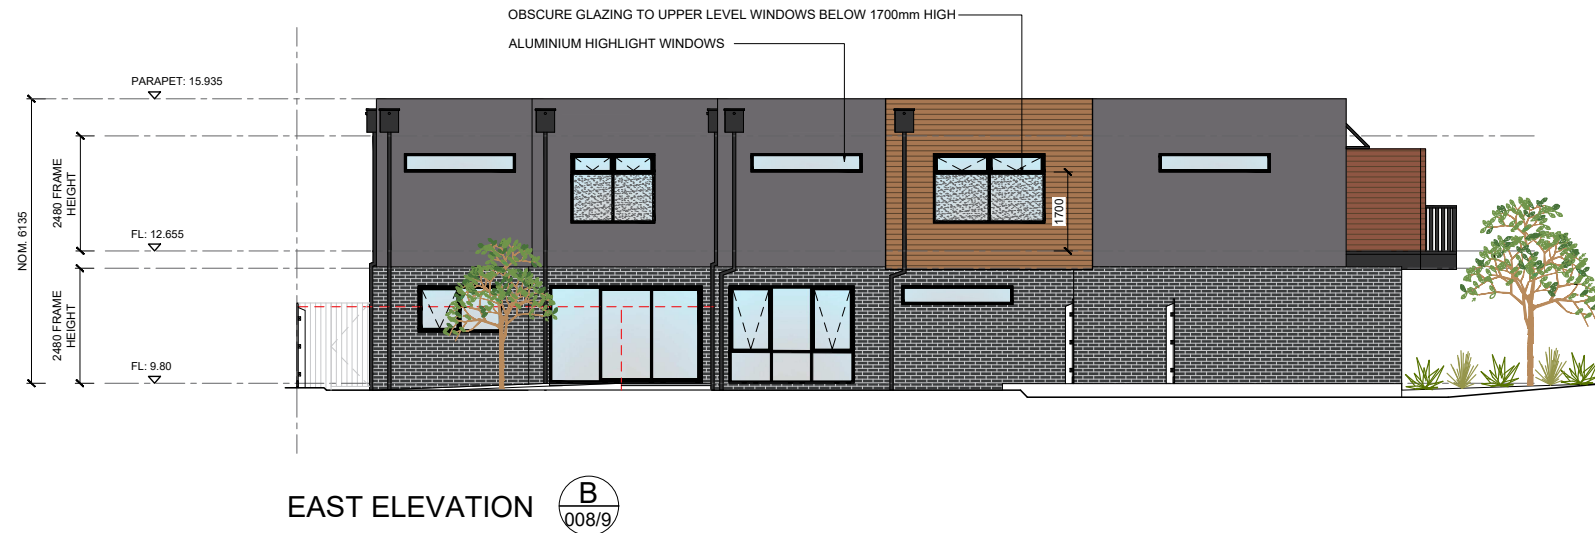 OBSCURE GLAZING TO UPPER LEVEL WINDOWS BELOW 1700mm HIGH
ALUMINIUM HIGHLIGHT WINDOWS
PARAPET: 15.935
2480 FRAME
HEIGHT
NOM. 6135
FL: 12.655
1700
2480 FRAME
HEIGHT
FL: 9.80
EAST ELEVATION
B
008/9